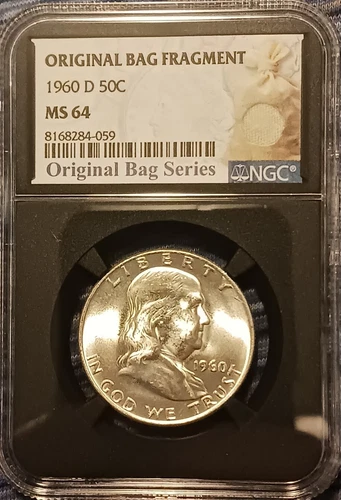 ORIGINAL BAG FRAGMENT
1960 D 50C
MS 64
8168284-059
Original Bag Series
NGC®
LIBERTY
1960
IN GOD WE TRUST